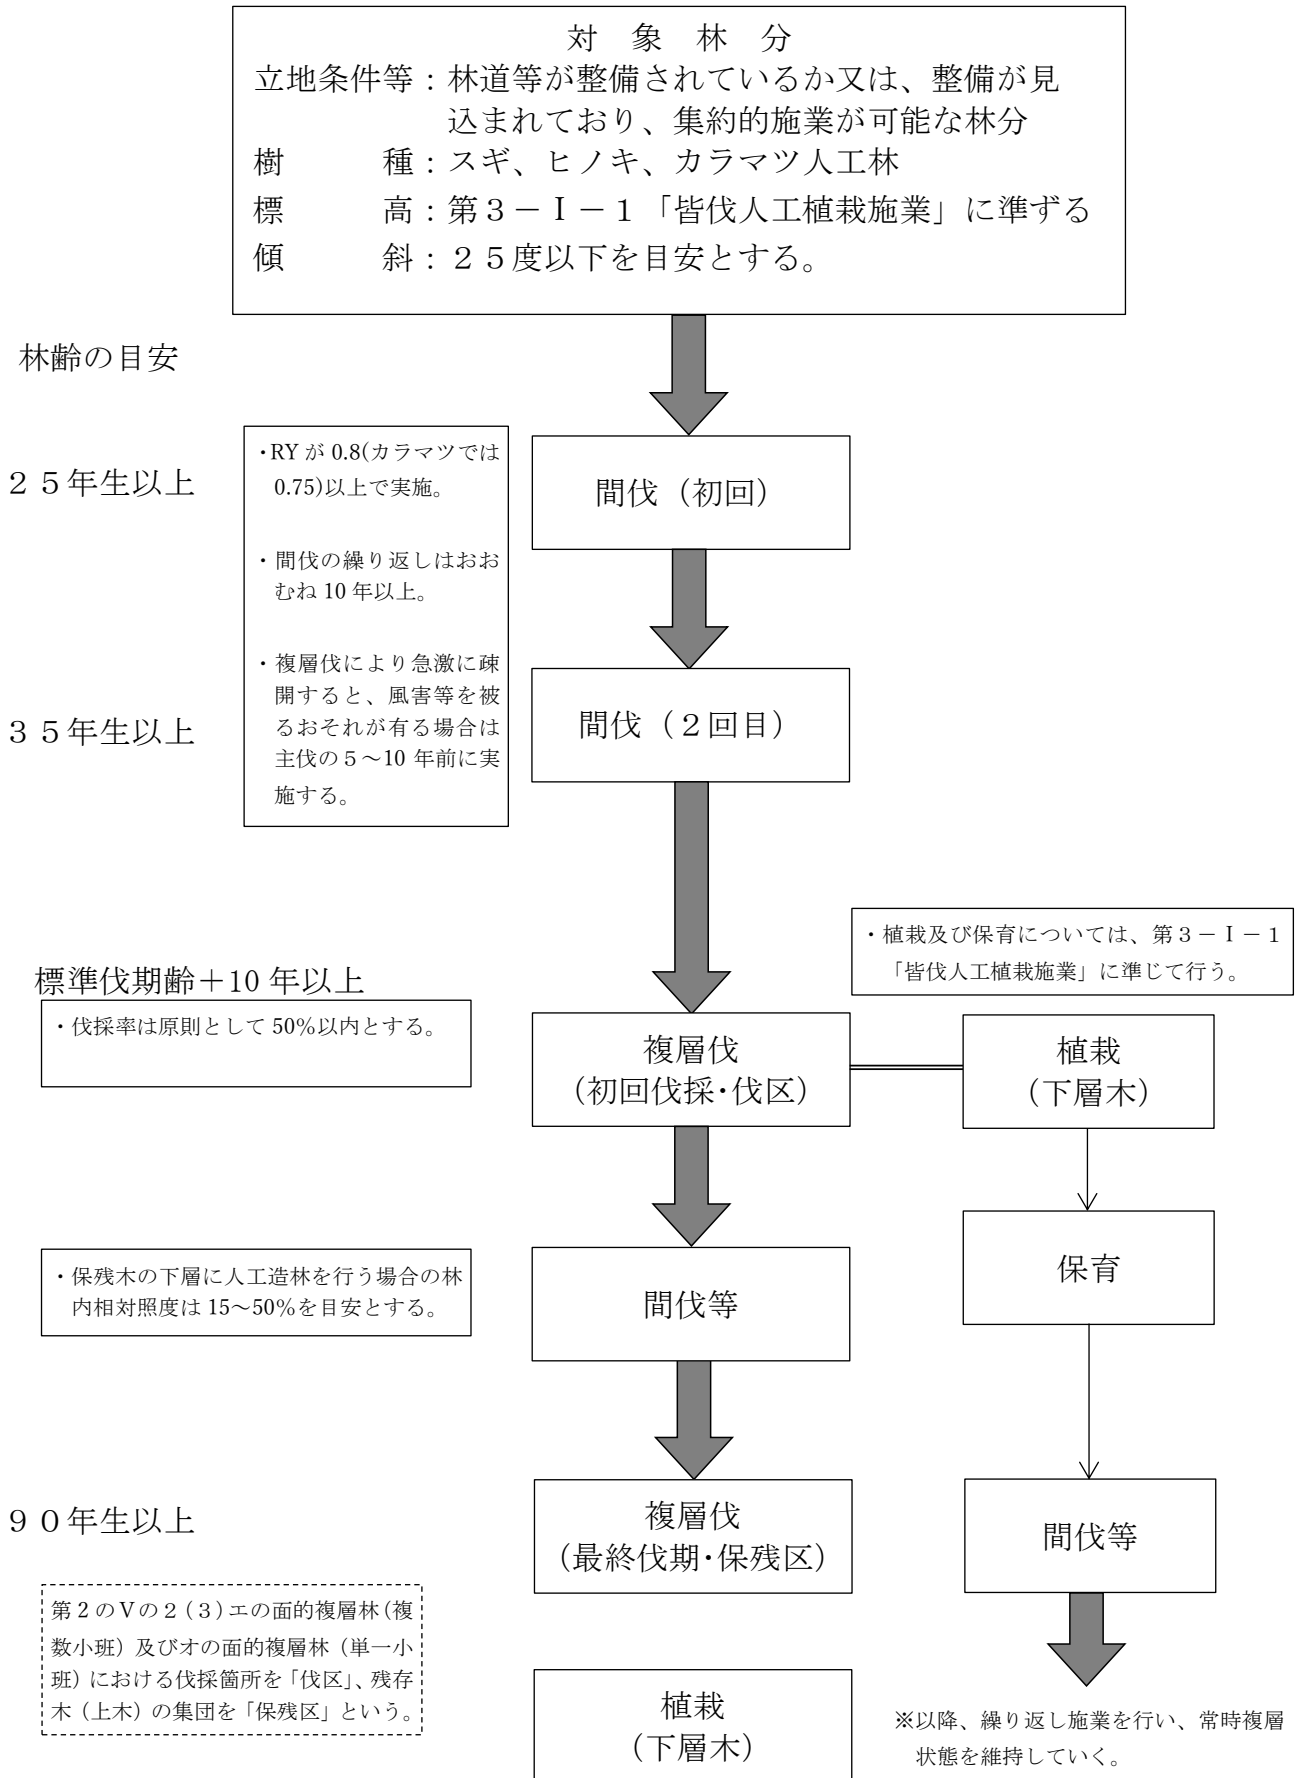 対　象　林　分
立地条件等：林道等が整備されているか又は、整備が見
込まれており、集約的施業が可能な林分
樹　　　種：スギ、ヒノキ、カラマツ人工林
標　　　高：第３－Ⅰ－１「皆伐人工植栽施業」に準ずる
傾　　　斜：２５度以下を目安とする。
林齢の目安
２５年生以上
・RY が 0.8(カラマツでは
0.75)以上で実施。
・間伐の繰り返しはおお
むね 10 年以上。
・複層伐により急激に疎
開すると、風害等を被
るおそれが有る場合は
主伐の５～10 年前に実
施する。
間伐（初回）
３５年生以上
間伐（２回目）
・植栽及び保育については、第３－Ⅰ－１
「皆伐人工植栽施業」に準じて行う。
標準伐期齢＋10 年以上
・伐採率は原則として 50%以内とする。
複層伐
（初回伐採・伐区）
植栽
（下層木）
・保残木の下層に人工造林を行う場合の林
内相対照度は 15～50%を目安とする。
間伐等
保育
９０年生以上
複層伐
（最終伐期・保残区）
間伐等
第２のⅤの２（３）エの面的複層林（複
数小班）及びオの面的複層林（単一小
班）における伐採箇所を「伐区」、残存
木（上木）の集団を「保残区」という。
植栽
（下層木）
※以降、繰り返し施業を行い、常時複層
状態を維持していく。